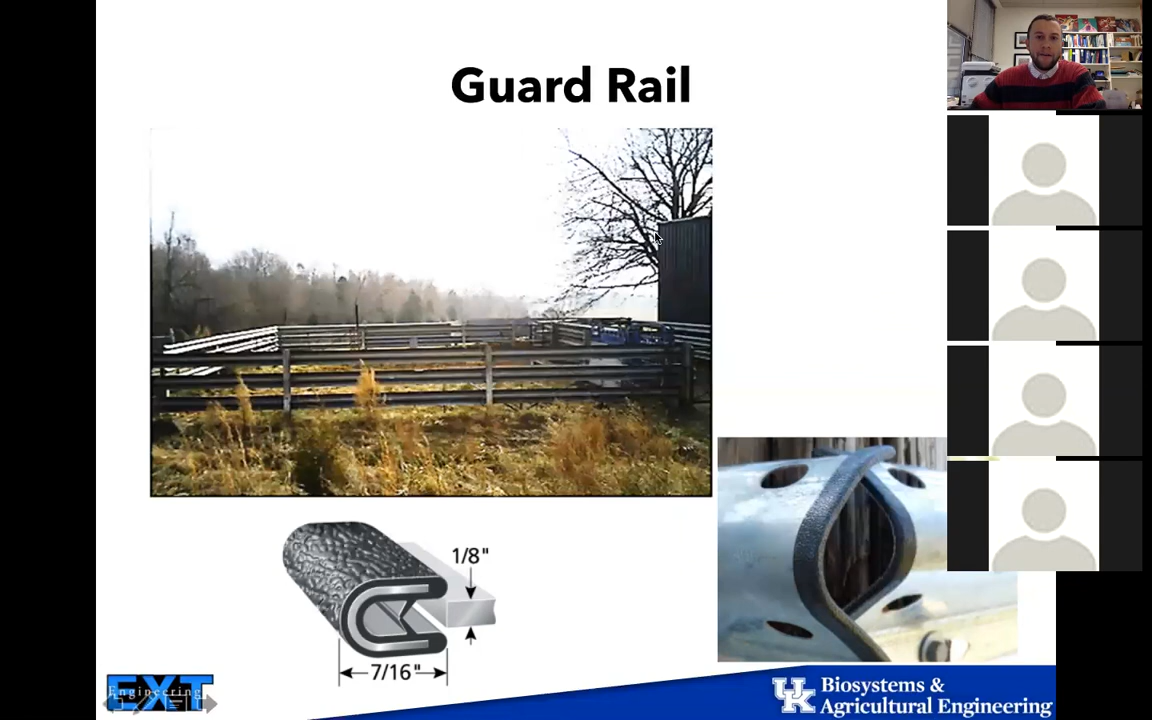 Guard Rail
1/8"
7/16"
EXT
Engineering
UK
Biosystems &
Agricultural Engineering